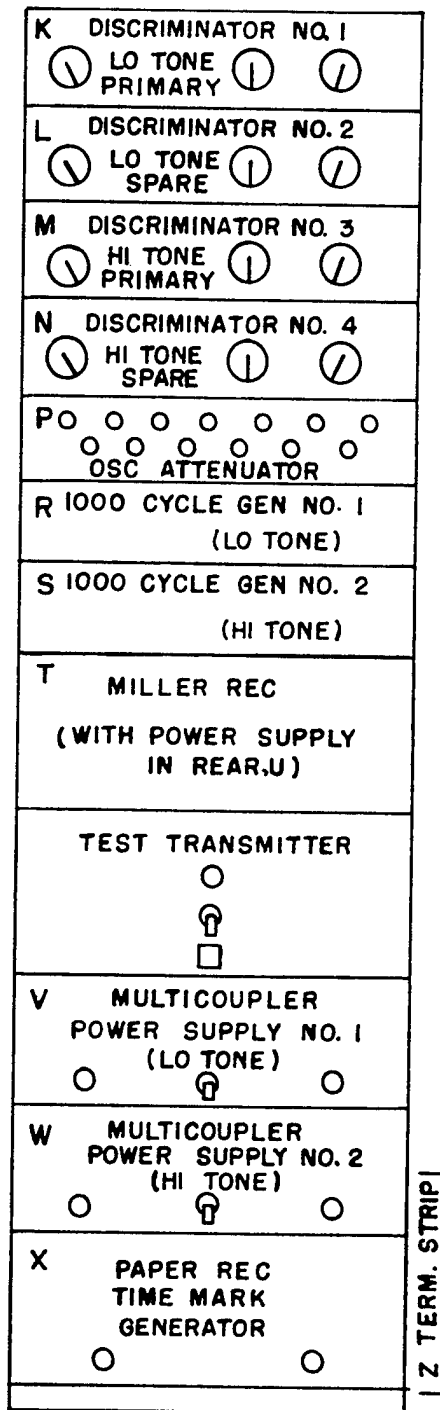 K DISCRIMINATOR NO. 1
LO TONE
PRIMARY
L DISCRIMINATOR NO. 2
LO TONE
SPARE
M DISCRIMINATOR NO. 3
HI TONE
PRIMARY
N DISCRIMINATOR NO. 4
HI TONE
SPARE
P
OSC ATTENUATOR
R 1000 CYCLE GEN NO. 1
(LO TONE)
S 1000 CYCLE GEN NO. 2
(HI TONE)
T
MILLER REC
(WITH POWER SUPPLY
IN REAR,U)
TEST TRANSMITTER
V MULTICOUPLER
POWER SUPPLY NO. 1
(LO TONE)
W MULTICOUPLER
POWER SUPPLY NO. 2
(HI TONE)
X PAPER REC
TIME MARK
GENERATOR
Z TERM. STRIP